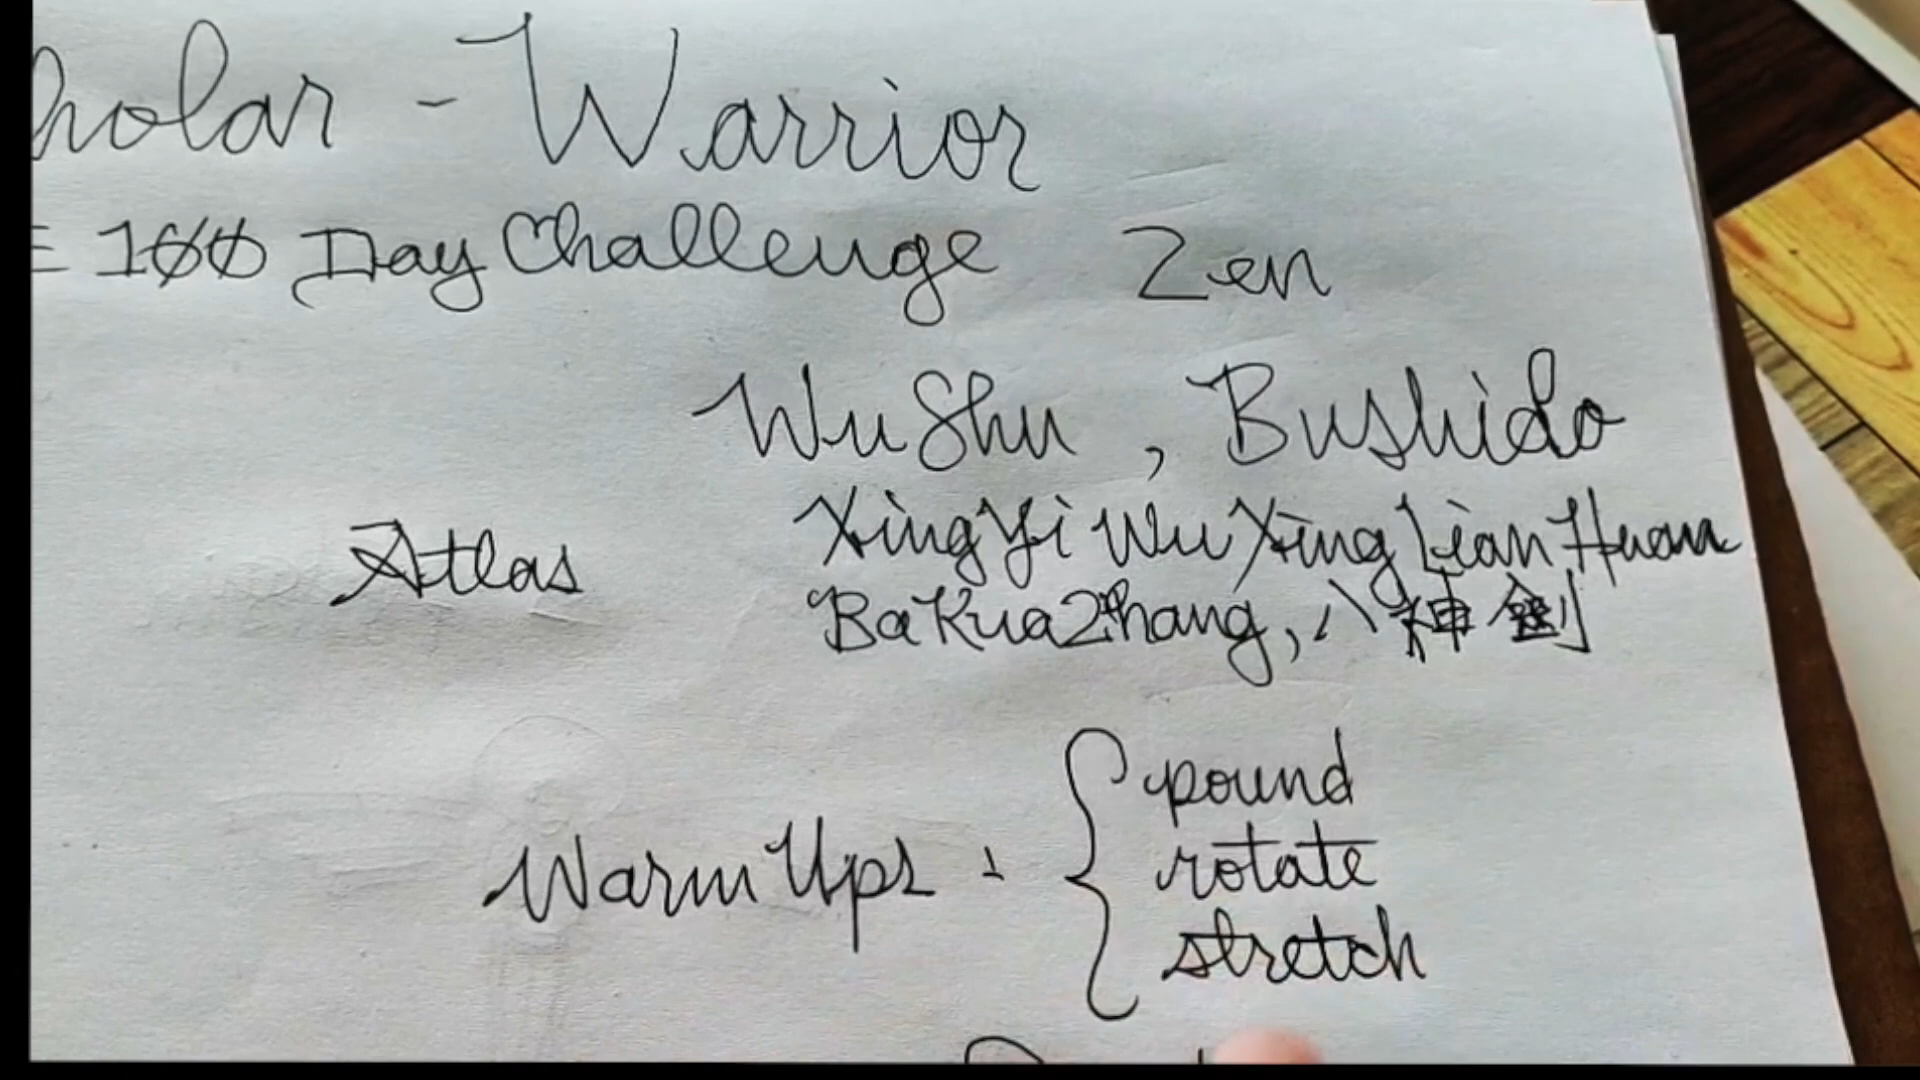 holar - Warrior
= 100 Day Challenge Zen
WuShu, Bushido
Atlas
XingYi Wu Xing Lian Huan
BaKuaZhang, 八神劍
Warm Ups : { pound
rotate
stretch